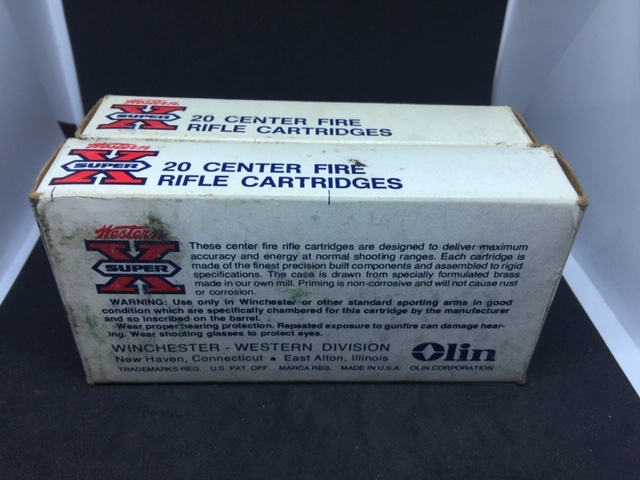 Western
SUPER X
20 CENTER FIRE
RIFLE CARTRIDGES
Western
SUPER X
20 CENTER FIRE
RIFLE CARTRIDGES
Western
SUPER X
These center fire rifle cartridges are designed to deliver maximum
accuracy and energy at normal shooting ranges. Each cartridge is
made of the finest precision built components and assembled to rigid
specifications. The case is drawn from specially formulated brass
made in our own mill. Priming is non-corrosive and will not cause rust
or corrosion.
WARNING: Use only in Winchester or other standard sporting arms in good
condition which are specifically chambered for this cartridge by the manufacturer
and so inscribed on the barrel.
Wear proper hearing protection. Repeated exposure to gunfire can damage hear-
ing. Wear shooting glasses to protect eyes.
WINCHESTER - WESTERN DIVISION
New Haven, Connecticut • East Alton, Illinois
Olin
TRADEMARKS REG. U.S. PAT. OFF. MARCA REG. MADE IN U.S.A. OLIN CORPORATION